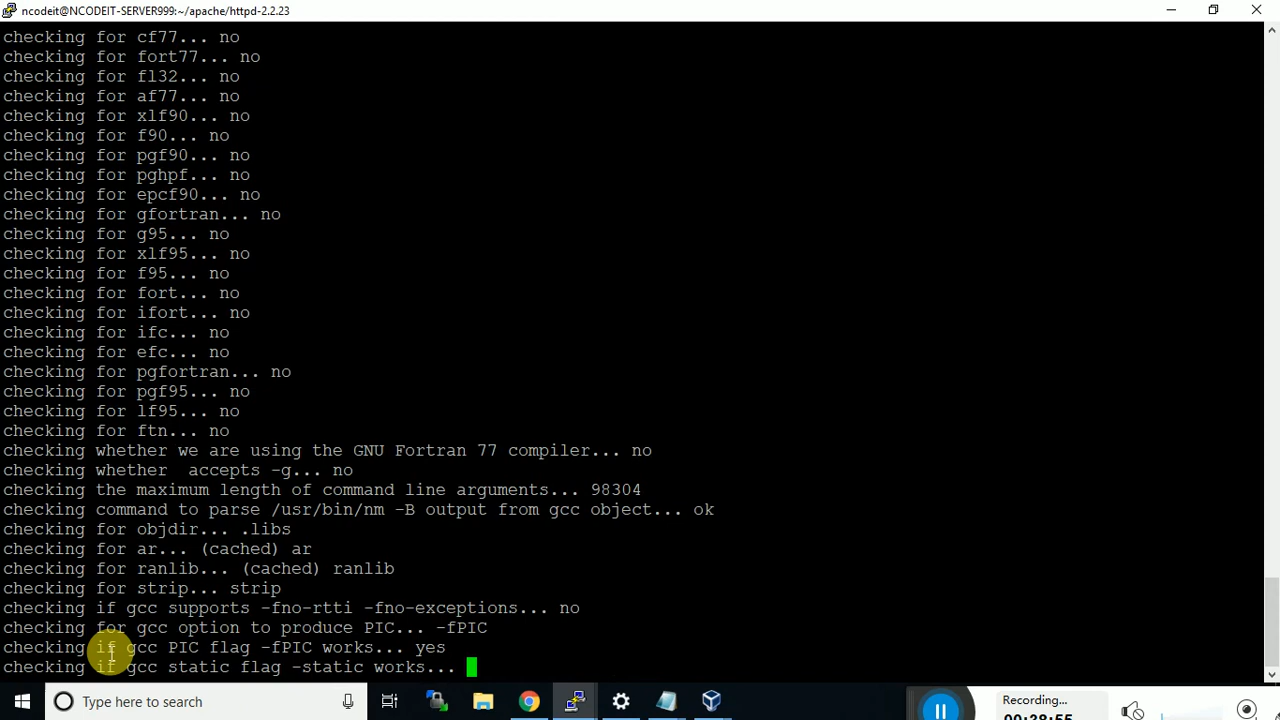 ncodeit@NCODEIT-SERVER999:~/apache/httpd-2.2.23
checking for cf77... no
checking for fort77... no
checking for fl32... no
checking for af77... no
checking for xlf90... no
checking for f90... no
checking for pgf90... no
checking for pghpf... no
checking for epcf90... no
checking for gfortran... no
checking for g95... no
checking for xlf95... no
checking for f95... no
checking for fort... no
checking for ifort... no
checking for ifc... no
checking for efc... no
checking for pgfortran... no
checking for pgf95... no
checking for lf95... no
checking for ftn... no
checking whether we are using the GNU Fortran 77 compiler... no
checking whether  accepts -g... no
checking the maximum length of command line arguments... 98304
checking command to parse /usr/bin/nm -B output from gcc object... ok
checking for objdir... .libs
checking for ar... (cached) ar
checking for ranlib... (cached) ranlib
checking for strip... strip
checking if gcc supports -fno-rtti -fno-exceptions... no
checking for gcc option to produce PIC... -fPIC
checking if gcc PIC flag -fPIC works... yes
checking if gcc static flag -static works...
Type here to search
Recording...
00:38:55